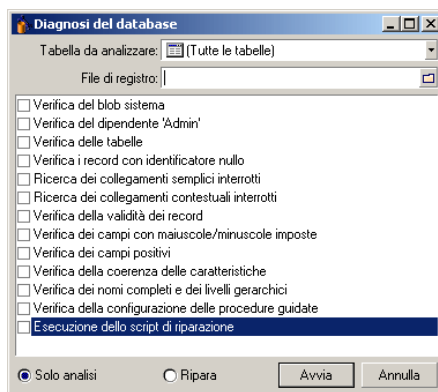 Diagnosi del database
Tabella da analizzare: (Tutte le tabelle)
File di registro:
Verifica del blob sistema
Verifica del dipendente 'Admin'
Verifica delle tabelle
Verifica i record con identificatore nullo
Ricerca dei collegamenti semplici interrotti
Ricerca dei collegamenti contestuali interrotti
Verifica della validità dei record
Verifica dei campi con maiuscole/minuscole imposte
Verifica dei campi positivi
Verifica della coerenza delle caratteristiche
Verifica dei nomi completi e dei livelli gerarchici
Verifica della configurazione delle procedure guidate
Esecuzione dello script di riparazione
Solo analisi Ripara Avvia Annulla